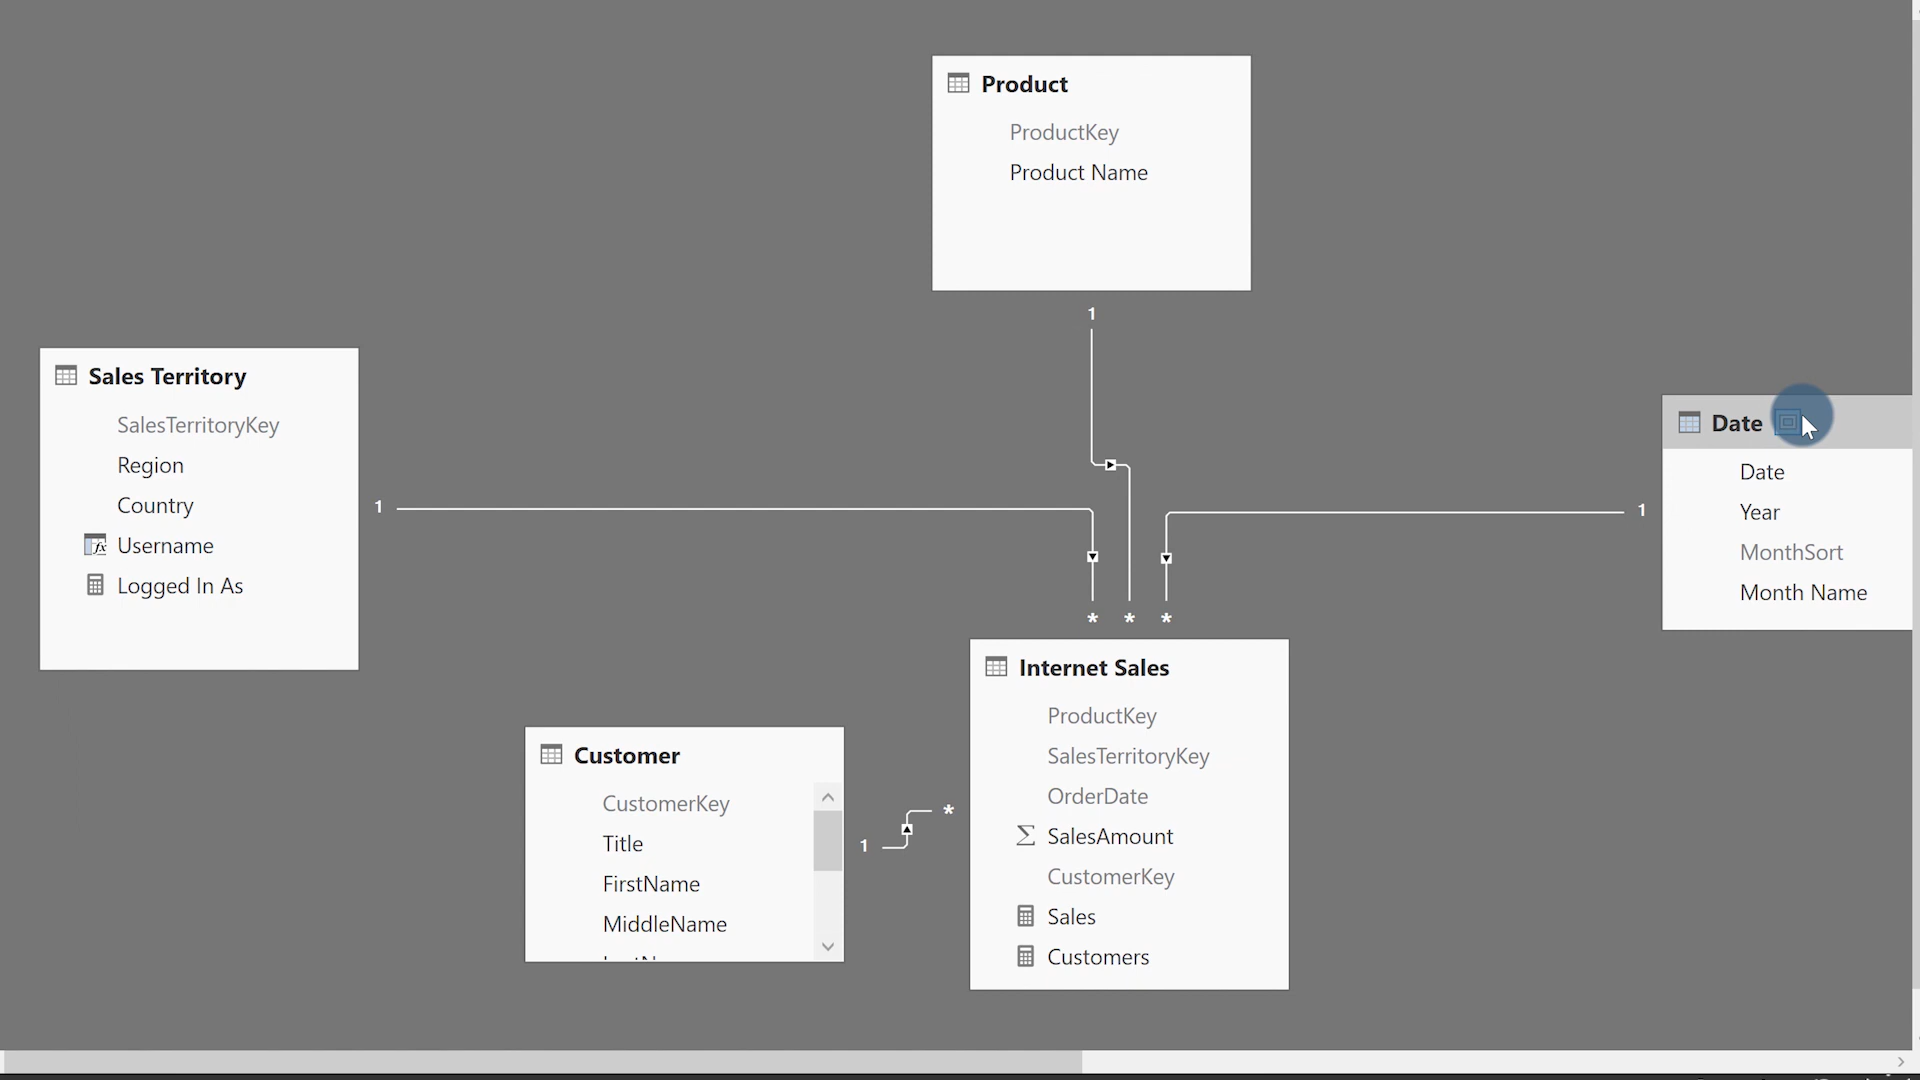 Product
ProductKey
Product Name
1
Sales Territory
SalesTerritoryKey
Region
Country
Username
Logged In As
1
Date
Date
Year
MonthSort
Month Name
1
* * *
Internet Sales
ProductKey
SalesTerritoryKey
OrderDate
SalesAmount
CustomerKey
Sales
Customers
Customer
CustomerKey
Title
FirstName
MiddleName
1
*